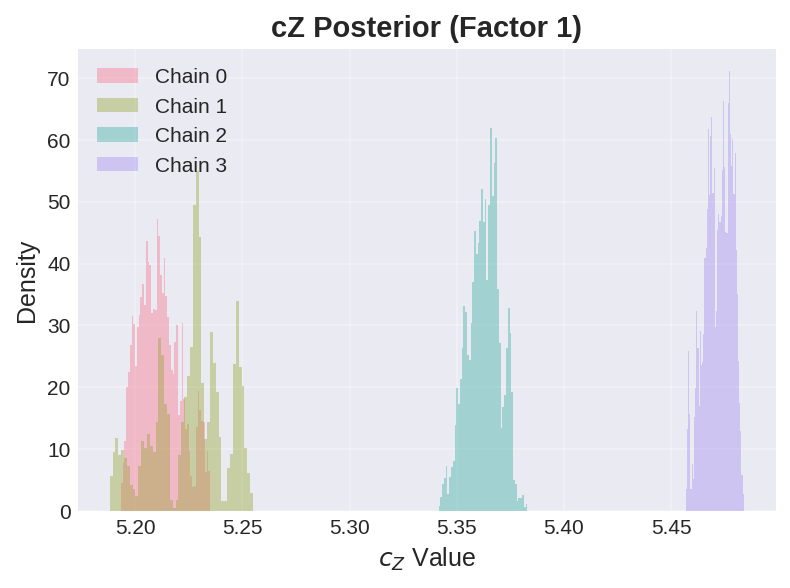 cZ Posterior (Factor 1)
Chain 0
Chain 1
Chain 2
Chain 3
Density
70
60
50
40
30
20
10
0
5.20 5.25 5.30 5.35 5.40 5.45
cZ Value